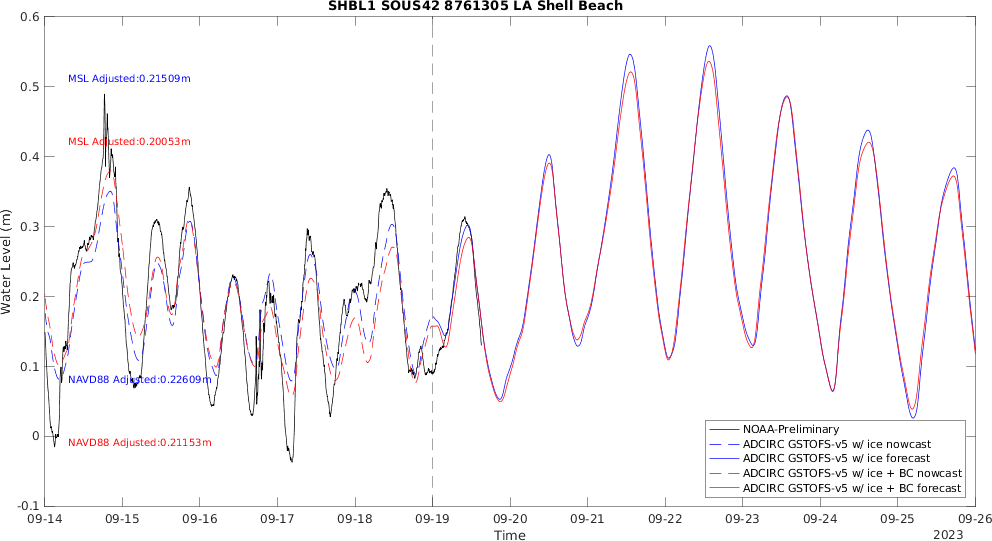 SHBL1 SOUS42 8761305 LA Shell Beach
0.6
0.5
0.4
0.3
0.2
0.1
0
-0.1
Water Level (m)
MSL Adjusted:0.21509m
MSL Adjusted:0.20053m
NAVD88 Adjusted:0.22609m
NAVD88 Adjusted:0.21153m
NOAA-Preliminary
ADCIRC GSTOFS-v5 w/ ice nowcast
ADCIRC GSTOFS-v5 w/ ice forecast
ADCIRC GSTOFS-v5 w/ ice + BC nowcast
ADCIRC GSTOFS-v5 w/ ice + BC forecast
09-14 09-15 09-16 09-17 09-18 09-19 09-20 09-21 09-22 09-23 09-24 09-25 09-26
Time
2023